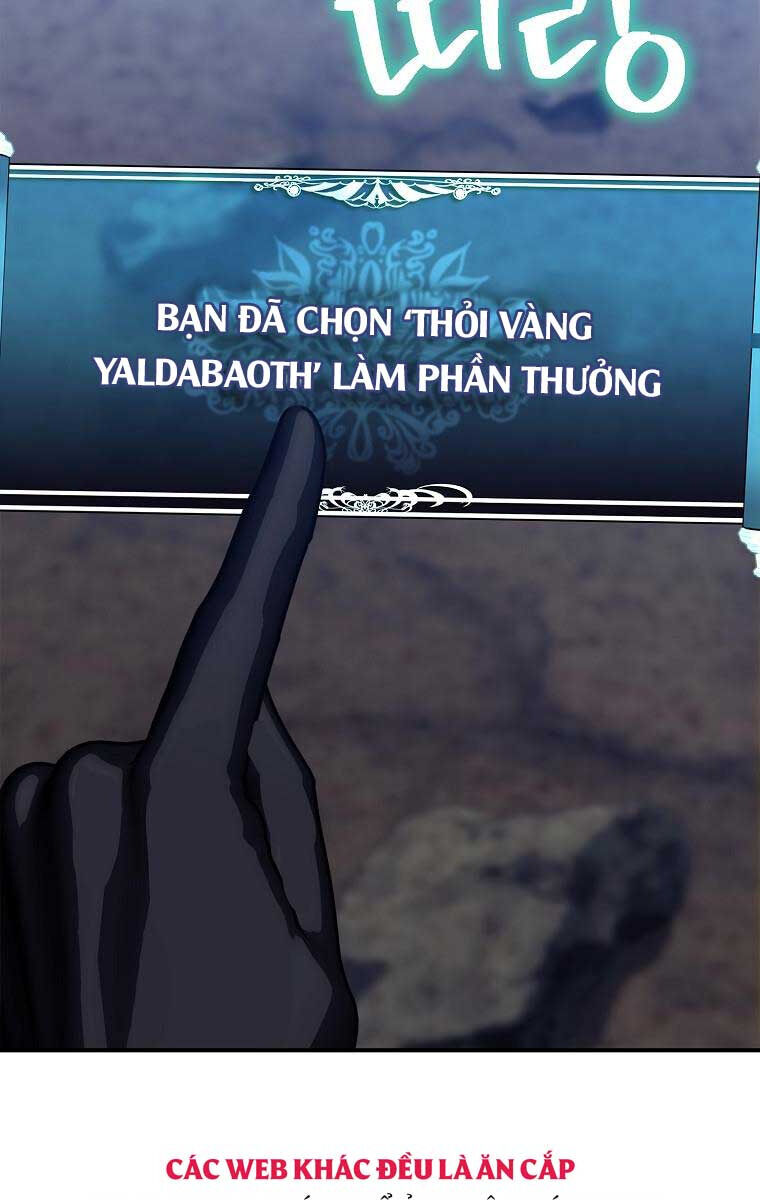 BẠN ĐÃ CHỌN ‘THỎI VÀNG
YALDABAOTH’ LÀM PHẦN THƯỞNG
CÁC WEB KHÁC ĐỀU LÀ ĂN CẮP